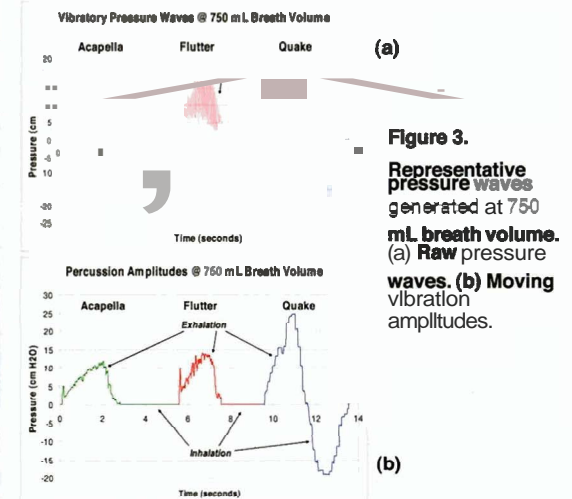 Vibratory Pressure Waves @ 750 mL Breath Volume
Acapella Flutter Quake
(a)
20
5
0
-5
10
-20
-25
Pressure (cm
Time (seconds)
Figure 3.
Representative
pressure waves
generated at 750
mL breath volume.
(a) Raw pressure
waves. (b) Moving
vibration
amplitudes.
Percussion Amplitudes @ 750 mL Breath Volume
Acapella Flutter Quake
Exhalation
30
25
20
15
10
5
0
-5
-10
-15
-20
Pressure (cm H2O)
0 2 4 6 8 10 12 14
Inhalation
Time (seconds)
(b)